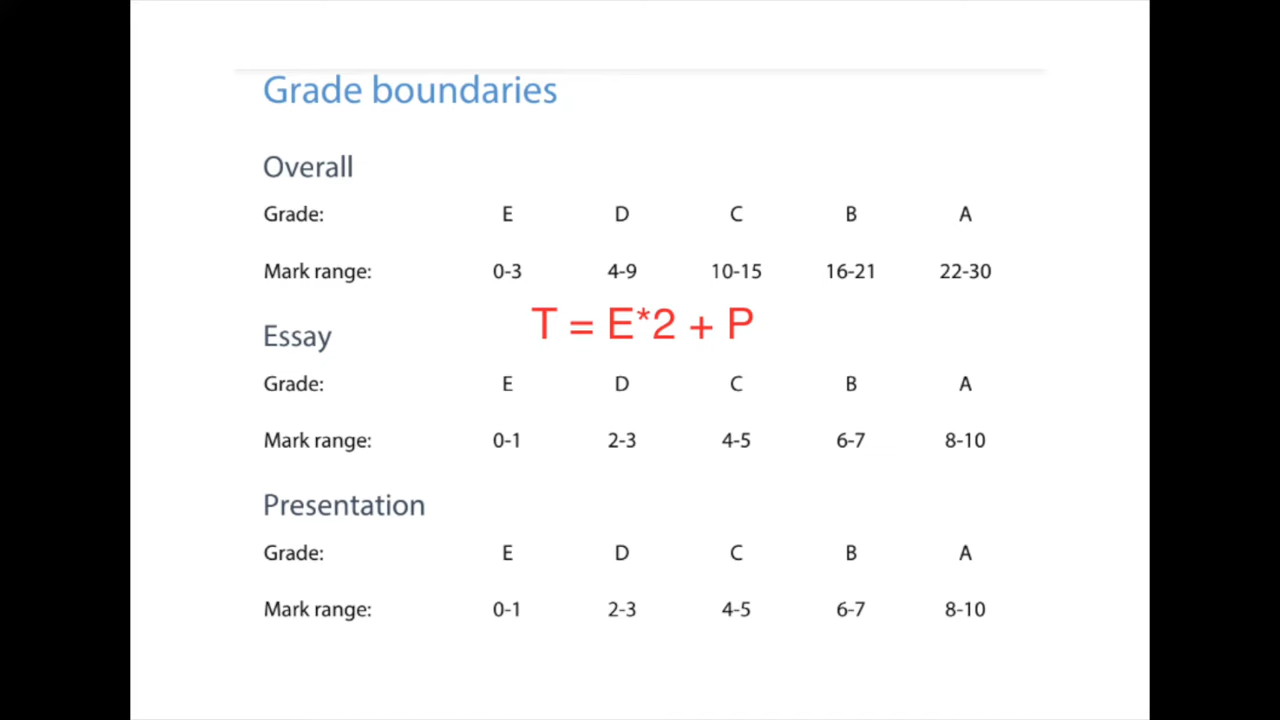 Grade boundaries
Overall
Grade: E D C B A
Mark range: 0-3 4-9 10-15 16-21 22-30
T = E*2 + P
Essay
Grade: E D C B A
Mark range: 0-1 2-3 4-5 6-7 8-10
Presentation
Grade: E D C B A
Mark range: 0-1 2-3 4-5 6-7 8-10